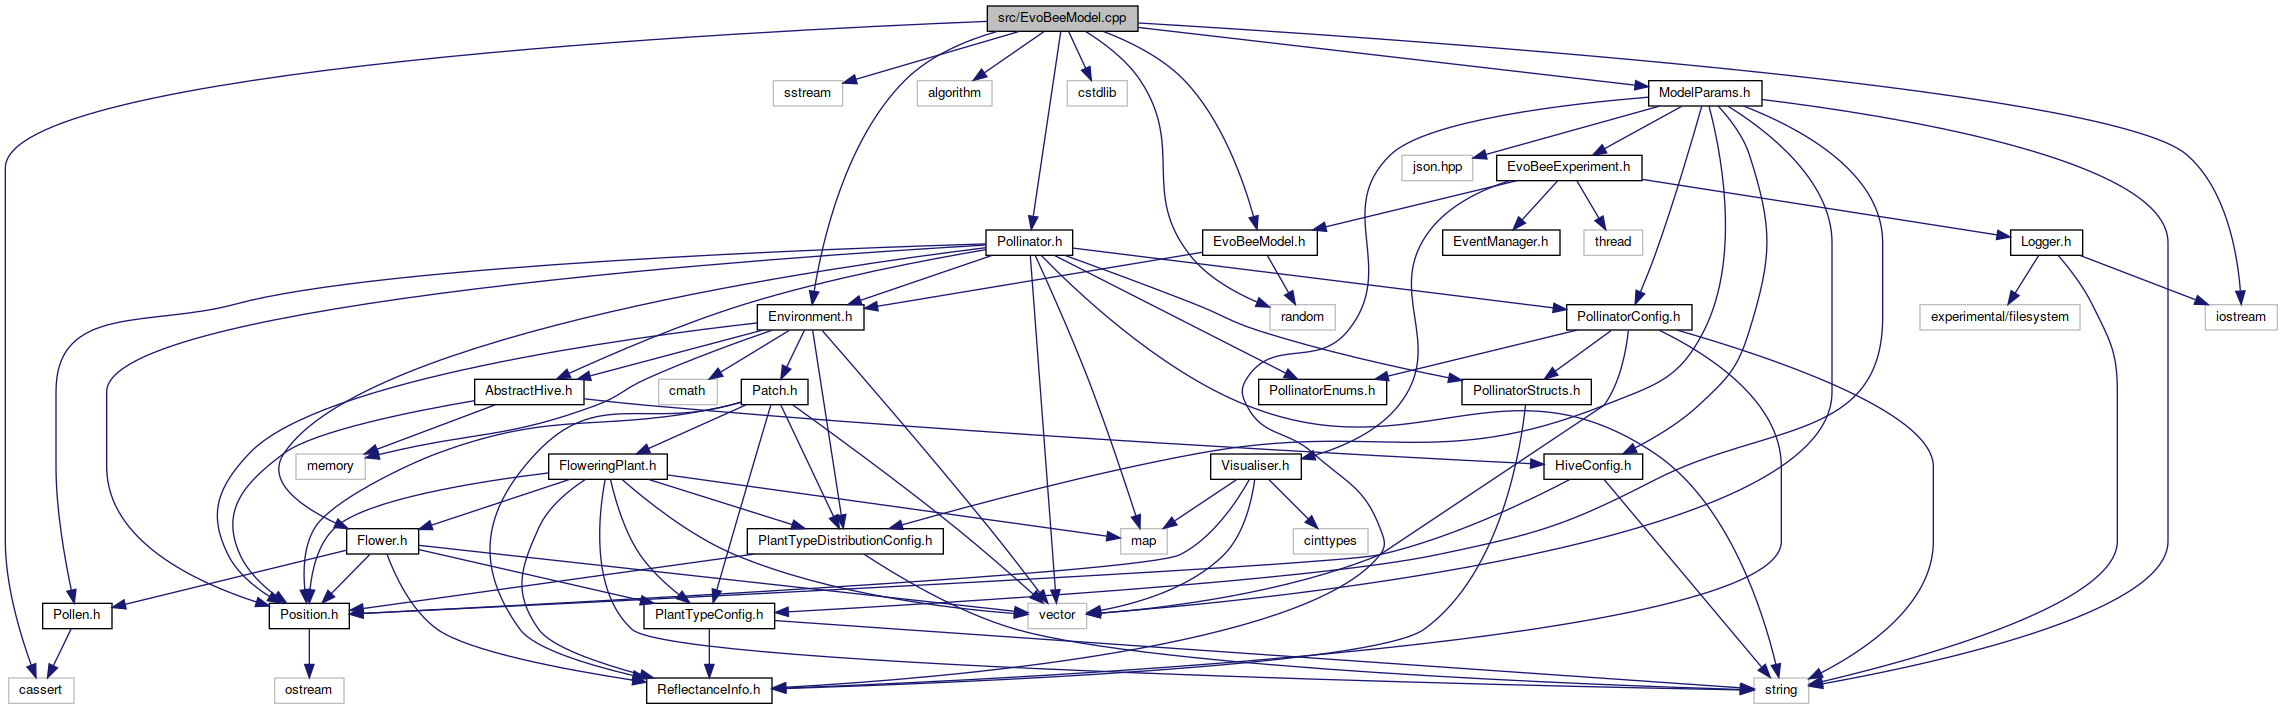 src/EvoBeeModel.cpp
sstream
algorithm
cstdlib
ModelParams.h
json.hpp
EvoBeeExperiment.h
Pollinator.h
EvoBeeModel.h
EventManager.h
thread
Logger.h
Environment.h
random
PollinatorConfig.h
experimental/filesystem
iostream
AbstractHive.h
cmath
Patch.h
PollinatorEnums.h
PollinatorStructs.h
memory
FloweringPlant.h
Visualiser.h
HiveConfig.h
Flower.h
PlantTypeDistributionConfig.h
map
cinttypes
Pollen.h
Position.h
PlantTypeConfig.h
vector
cassert
ostream
ReflectanceInfo.h
string